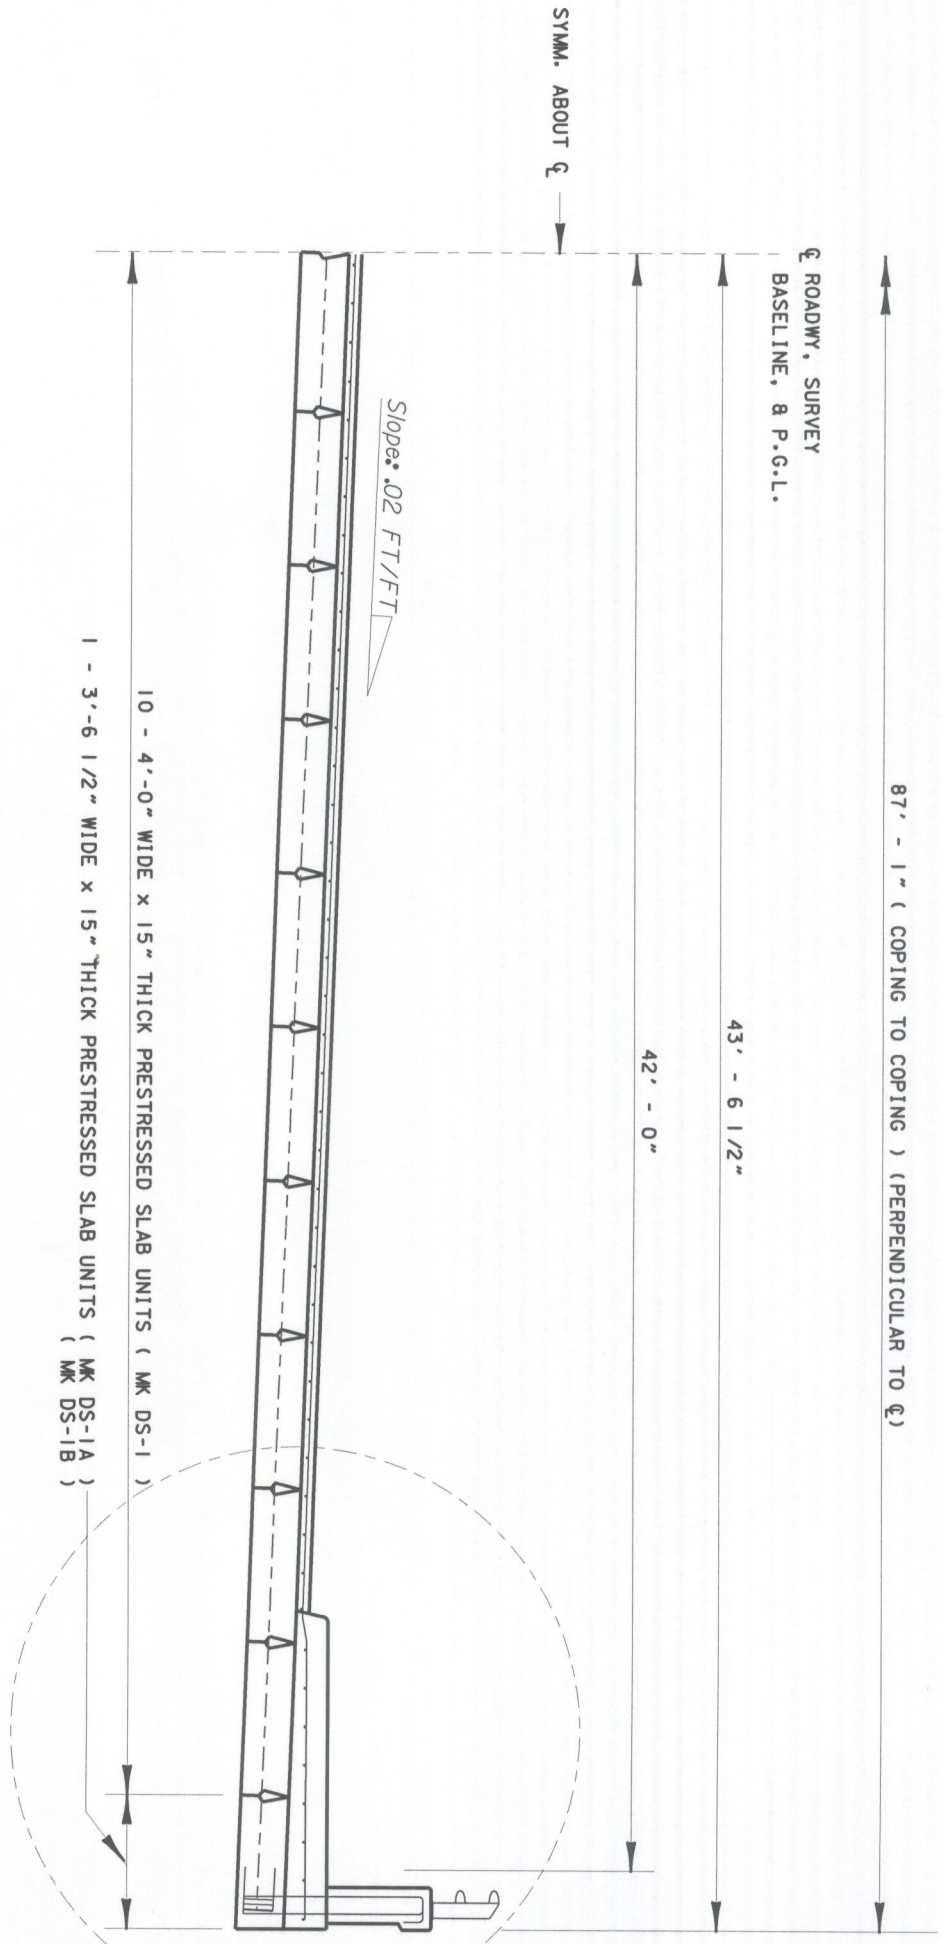 87' - 1" ( COPING TO COPING ) (PERPENDICULAR TO ℄)
℄ ROADWY, SURVEY
BASELINE, & P.G.L.
43' - 6 1/2"
42' - 0"
SYMM. ABOUT ℄
Slope: .02 FT/FT
10 - 4'-0" WIDE x 15" THICK PRESTRESSED SLAB UNITS ( MK DS-1 )
1 - 3'-6 1/2" WIDE x 15" THICK PRESTRESSED SLAB UNITS ( MK DS-1A )
( MK DS-1B )